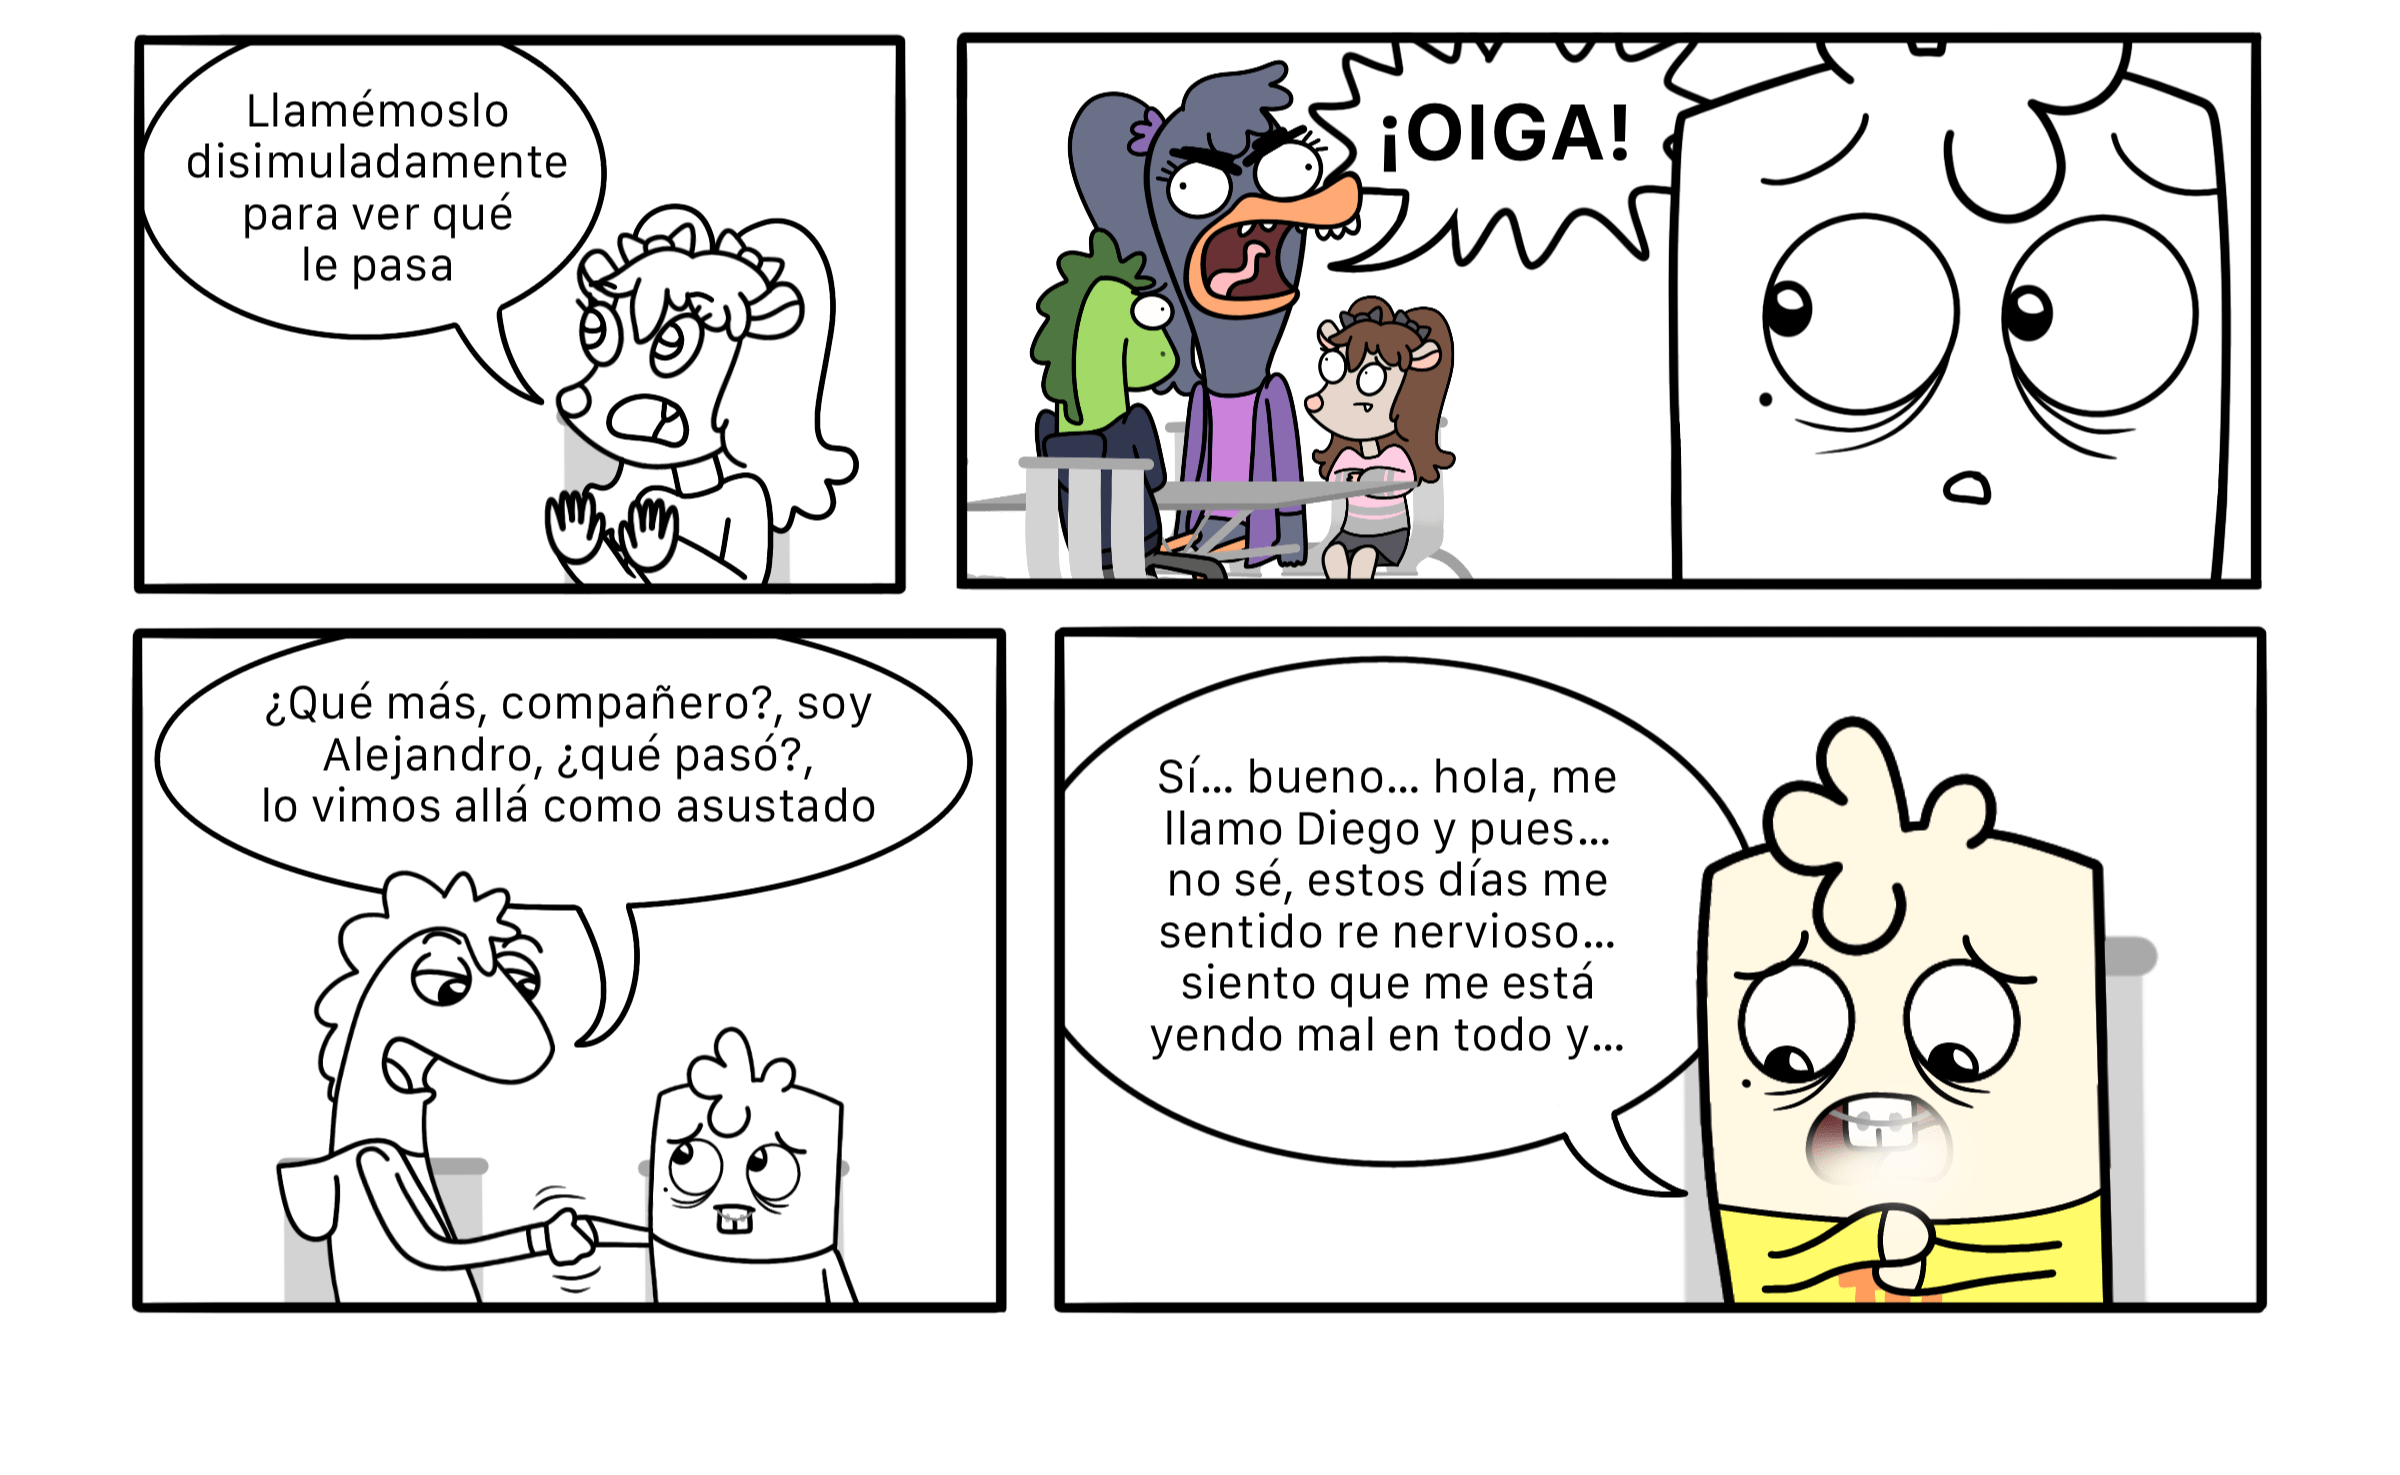 Llamémoslo
disimuladamente
para ver qué
le pasa
¡OIGA!
¿Qué más, compañero?, soy
Alejandro, ¿qué pasó?,
lo vimos allá como asustado
Sí... bueno... hola, me
llamo Diego y pues...
no sé, estos días me
sentido re nervioso...
siento que me está
yendo mal en todo y...